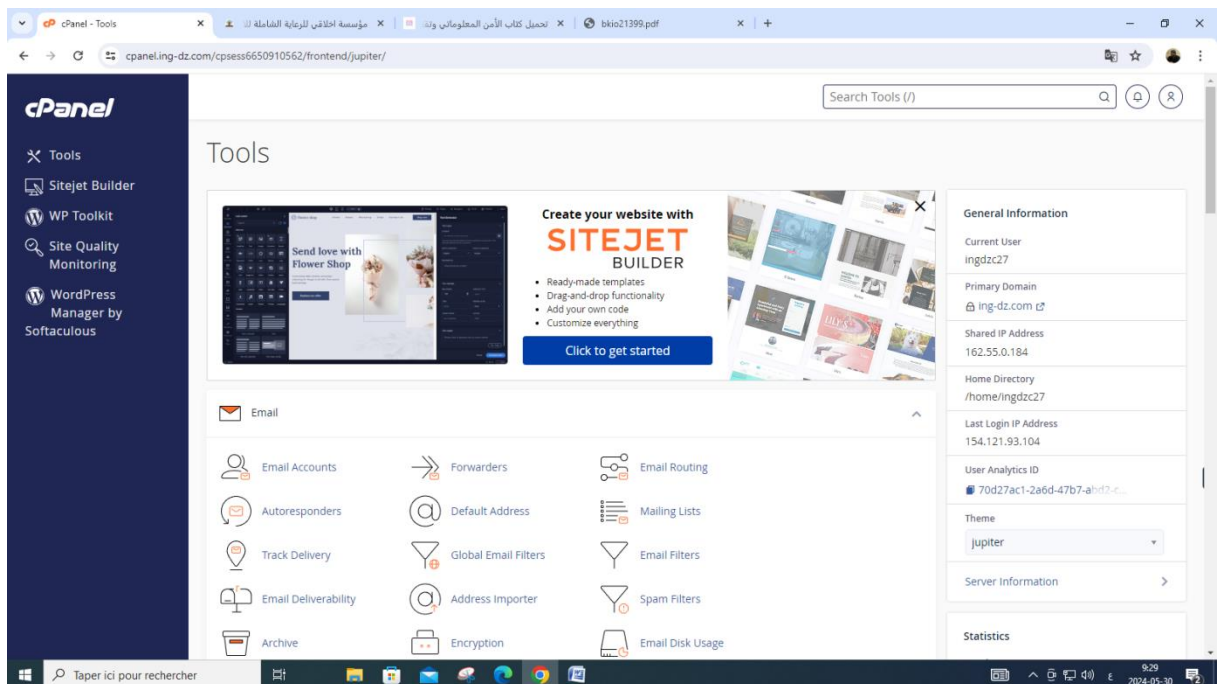 cPanel - Tools
مؤسسة اخلاقي للرعاية الشاملة
تحميل كتاب الأمن المعلوماتي
bkio21399.pdf
cpanel.ing-dz.com/cpsess6650910562/frontend/jupiter/
cPanel
Search Tools (/)
Tools
Sitejet Builder
WP Toolkit
Site Quality
Monitoring
WordPress
Manager by
Softaculous
Tools
Send love with
Flower Shop
Create your website with
SITEJET
BUILDER
• Ready-made templates
• Drag-and-drop functionality
• Add your own code
• Customize everything
Click to get started
Email
Email Accounts
Forwarders
Email Routing
Autoresponders
Default Address
Mailing Lists
Track Delivery
Global Email Filters
Email Filters
Email Deliverability
Address Importer
Spam Filters
Archive
Encryption
Email Disk Usage
General Information
Current User
ingdzc27
Primary Domain
ing-dz.com
Shared IP Address
162.55.0.184
Home Directory
/home/ingdzc27
Last Login IP Address
154.121.93.104
User Analytics ID
70d27ac1-2a6d-47b7-abd2-c...
Theme
jupiter
Server Information
Statistics
Taper ici pour rechercher
ع
9:29
2024-05-30
2